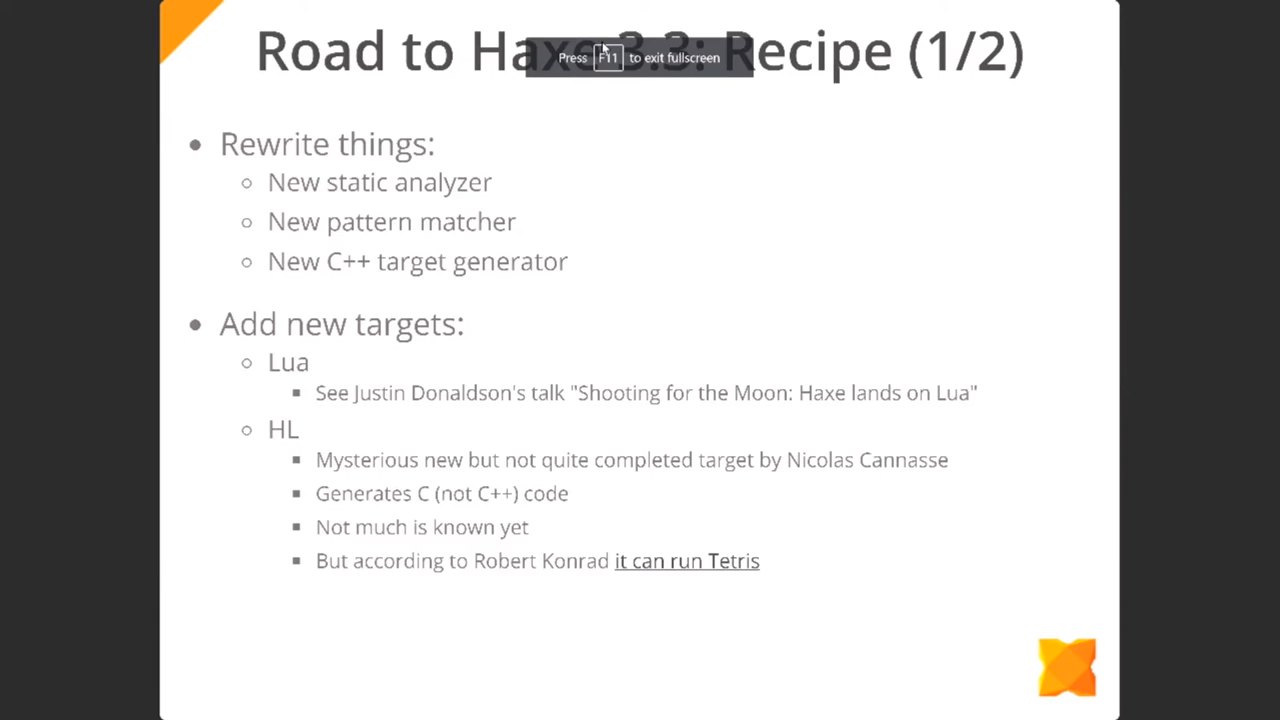 Road to Haxe 3.3: Recipe (1/2)
Press F11 to exit fullscreen
Rewrite things:
New static analyzer
New pattern matcher
New C++ target generator
Add new targets:
Lua
See Justin Donaldson's talk "Shooting for the Moon: Haxe lands on Lua"
HL
Mysterious new but not quite completed target by Nicolas Cannasse
Generates C (not C++) code
Not much is known yet
But according to Robert Konrad it can run Tetris